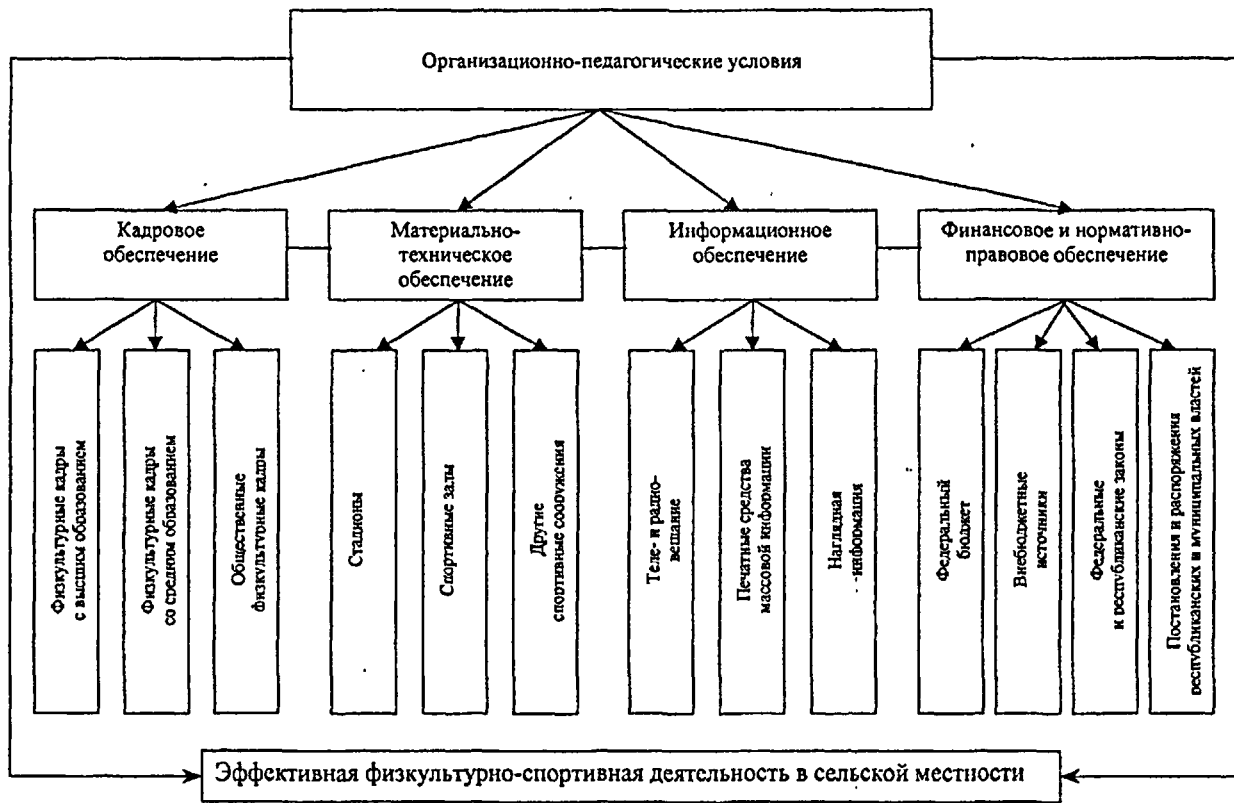 Организационно-педагогические условия
Кадровое
обеспечение
Материально-
техническое
обеспечение
Информационное
обеспечение
Финансовое и нормативно-
правовое обеспечение
Физкультурные кадры
с высшим образованием
Физкультурные кадры
со средним образованием
Общественные
физкультурные кадры
Стадионы
Спортивные залы
Другие
спортивные сооружения
Теле- и радио-
вещание
Печатные средства
массовой информации
Наглядная
информация
Федеральный
бюджет
Внебюджетные
источники
Федеральные
и республиканские законы
Постановления и распоряжения
республиканских и муниципальных властей
Эффективная физкультурно-спортивная деятельность в сельской местности